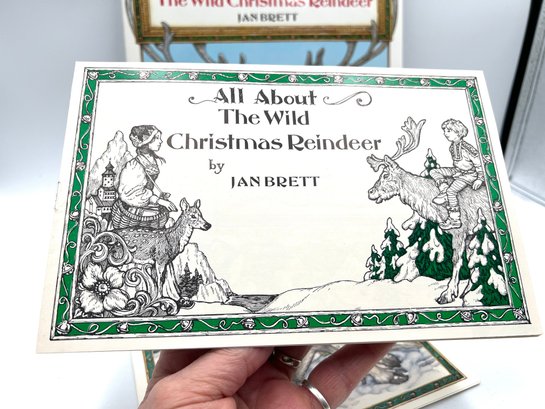 The Wild Christmas Reindeer
JAN BRETT
All About
The Wild
Christmas Reindeer
by
JAN BRETT